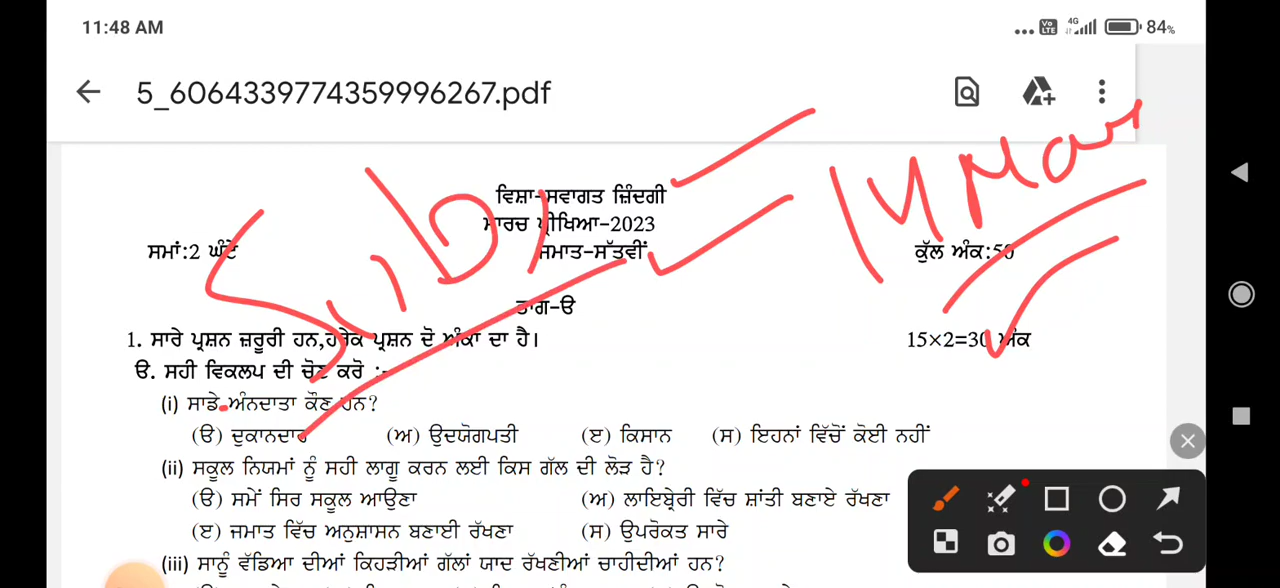 11:48 AM
4G 84%
Vo LTE
5_6064339774359996267.pdf
ਵਿਸ਼ਾ-ਸਵਾਗਤ ਜ਼ਿੰਦਗੀ
ਮਾਰਚ ਪ੍ਰੀਖਿਆ-2023
ਸਮਾਂ:2 ਘੰਟੇ ਜਮਾਤ-ਸੱਤਵੀਂ ਕੁੱਲ ਅੰਕ:50
ਭਾਗ-ੳ
1. ਸਾਰੇ ਪ੍ਰਸ਼ਨ ਜ਼ਰੂਰੀ ਹਨ,ਹਰੇਕ ਪ੍ਰਸ਼ਨ ਦੋ ਅੰਕਾਂ ਦਾ ਹੈ। 15×2=30 ਅੰਕ
ੳ. ਸਹੀ ਵਿਕਲਪ ਦੀ ਚੋਣ ਕਰੋ :-
(i) ਸਾਡੇ ਅੰਨਦਾਤਾ ਕੌਣ ਹਨ?
(ੳ) ਦੁਕਾਨਦਾਰ (ਅ) ਉਦਯੋਗਪਤੀ (ੲ) ਕਿਸਾਨ (ਸ) ਇਹਨਾਂ ਵਿੱਚੋਂ ਕੋਈ ਨਹੀਂ
(ii) ਸਕੂਲ ਨਿਯਮਾਂ ਨੂੰ ਸਹੀ ਲਾਗੂ ਕਰਨ ਲਈ ਕਿਸ ਗੱਲ ਦੀ ਲੋੜ ਹੈ?
(ੳ) ਸਮੇਂ ਸਿਰ ਸਕੂਲ ਆਉਣਾ (ਅ) ਲਾਇਬ੍ਰੇਰੀ ਵਿੱਚ ਸ਼ਾਂਤੀ ਬਣਾਏ ਰੱਖਣਾ
(ੲ) ਜਮਾਤ ਵਿੱਚ ਅਨੁਸ਼ਾਸਨ ਬਣਾਈ ਰੱਖਣਾ (ਸ) ਉਪਰੋਕਤ ਸਾਰੇ
(iii) ਸਾਨੂੰ ਵੱਡਿਆ ਦੀਆਂ ਕਿਹੜੀਆਂ ਗੱਲਾਂ ਯਾਦ ਰੱਖਣੀਆਂ ਚਾਹੀਦੀਆਂ ਹਨ?